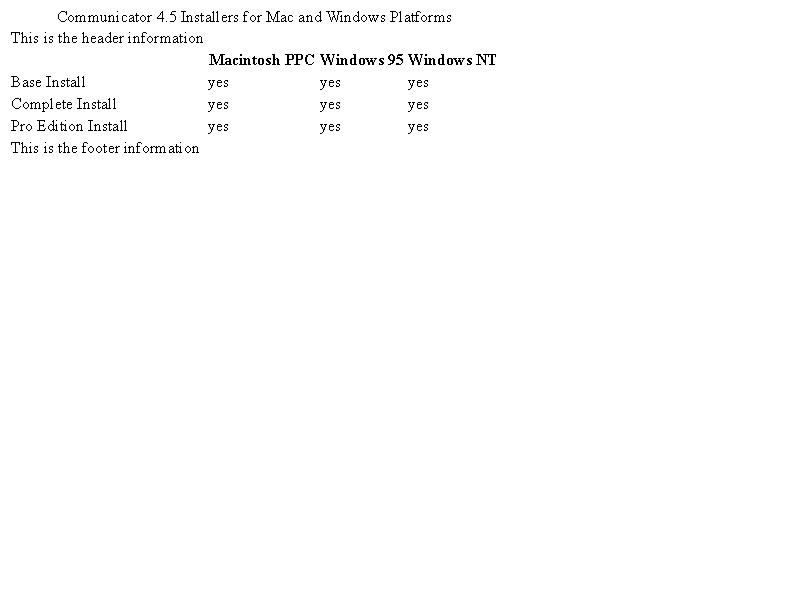 Communicator 4.5 Installers for Mac and Windows Platforms
This is the header information
Macintosh PPC Windows 95 Windows NT
Base Install yes yes yes
Complete Install yes yes yes
Pro Edition Install yes yes yes
This is the footer information